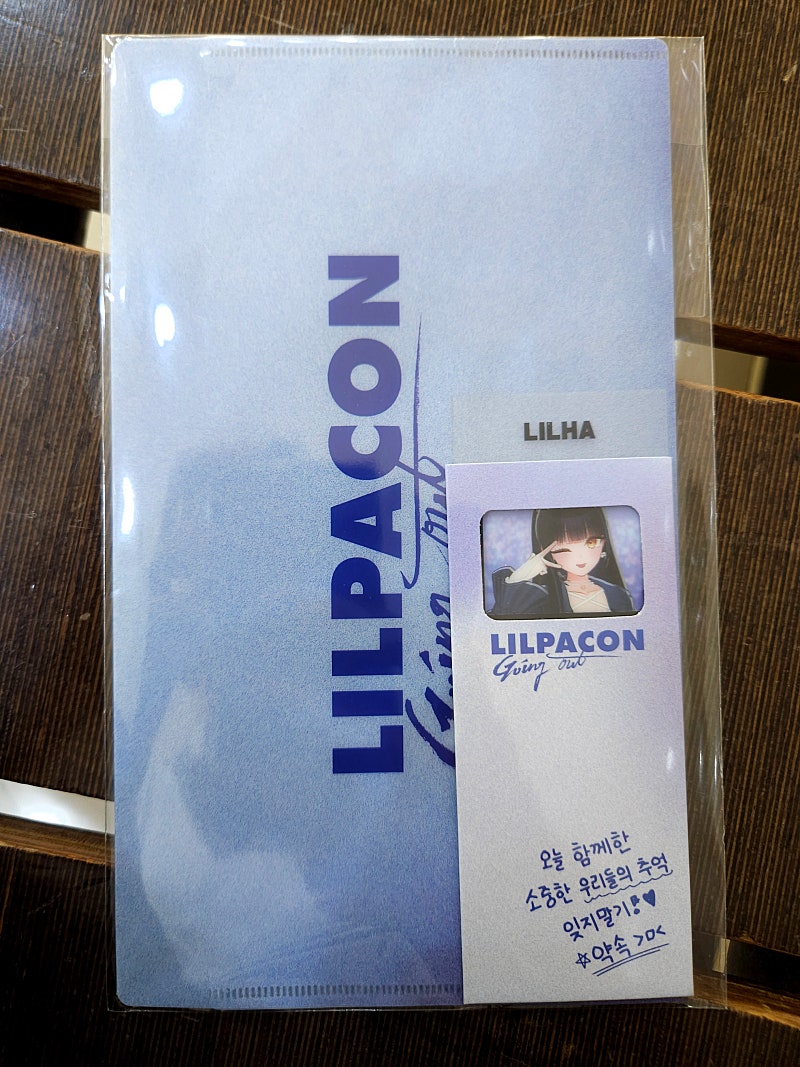 LILPACON
Going out
LILHA
LILPACON
Going out
오늘 함께한
소중한 우리들의 추억
잊지말기!♥
☆약속 >ㅁ<